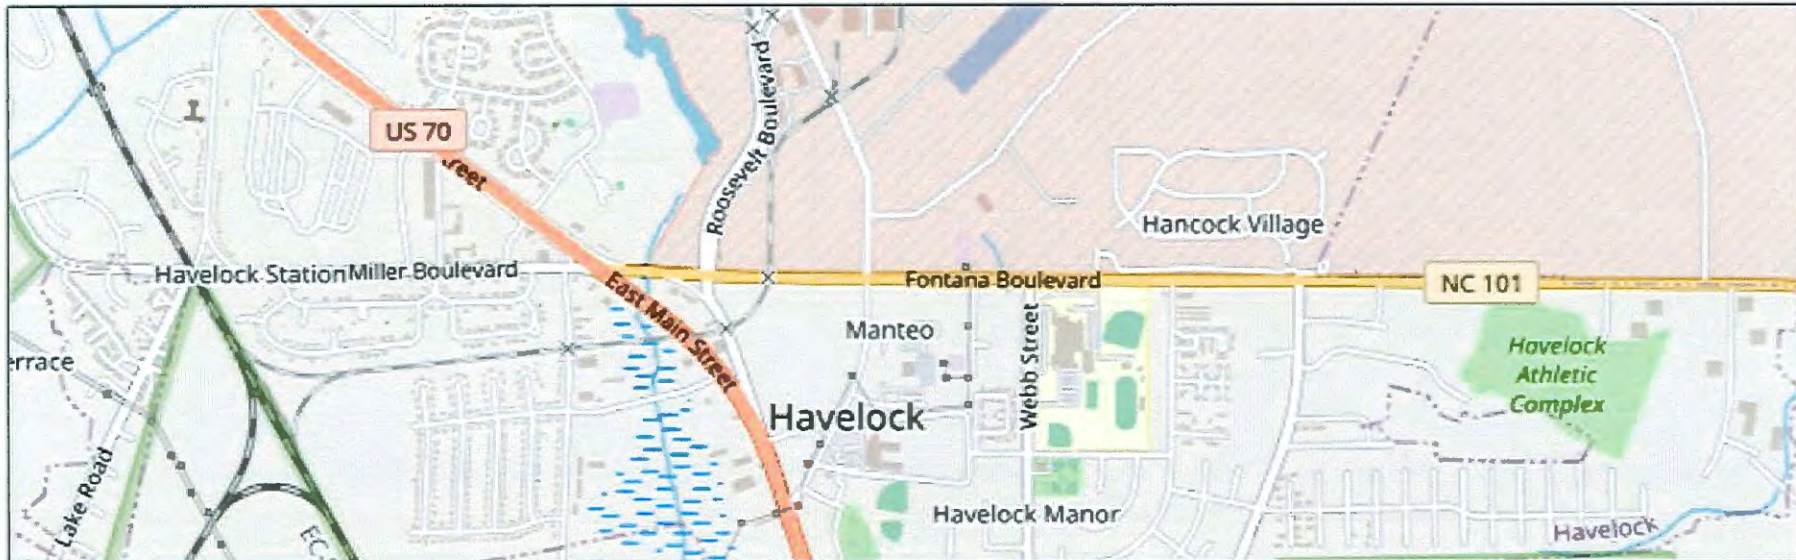 US 70
reet
Roosevelt Boulevard
Hancock Village
Havelock Station
Miller Boulevard
Fontana Boulevard
NC 101
East Main Street
Manteo
Webb Street
Havelock
Athletic
Complex
errace
Havelock
Lake Road
EC
Havelock Manor
Havelock